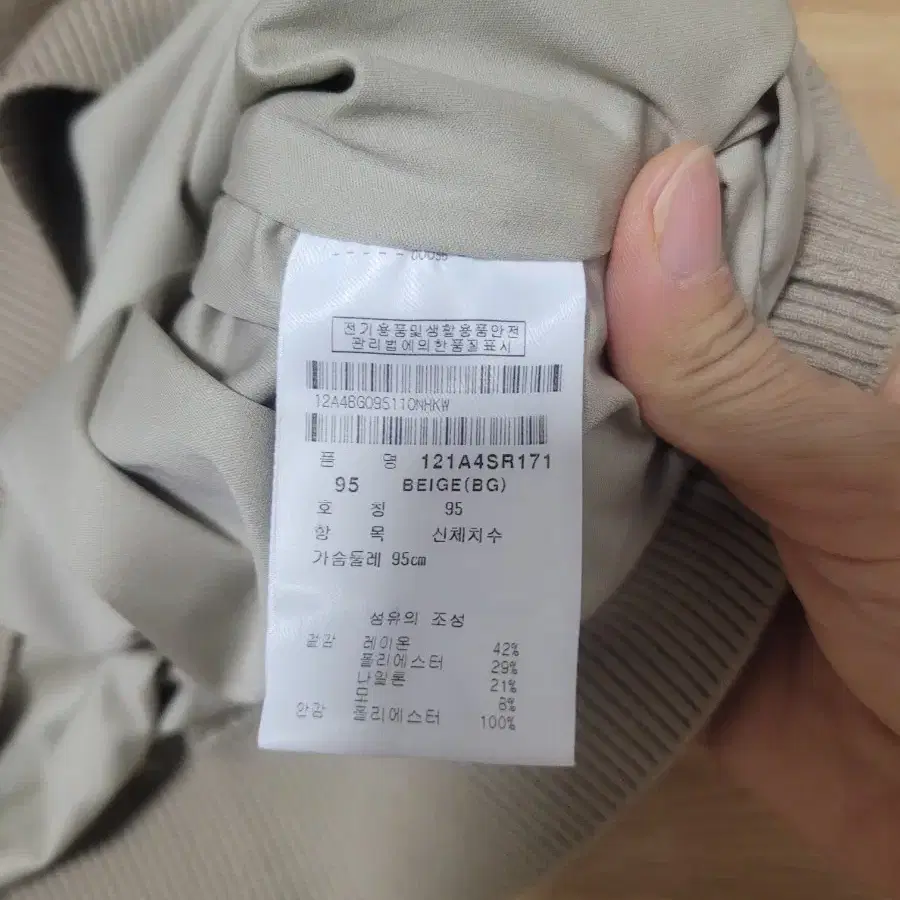 전기용품및생활용품안전
관리법에의한품질표시
12A4BG095110NHKW
품 명 121A4SR171
95 BEIGE(BG)
호 칭 95
항 목 신체치수
가슴둘레 95cm
섬유의 조성
겉감 레이온 42%
폴리에스터 29%
나일론 21%
모 8%
안감 폴리에스터 100%